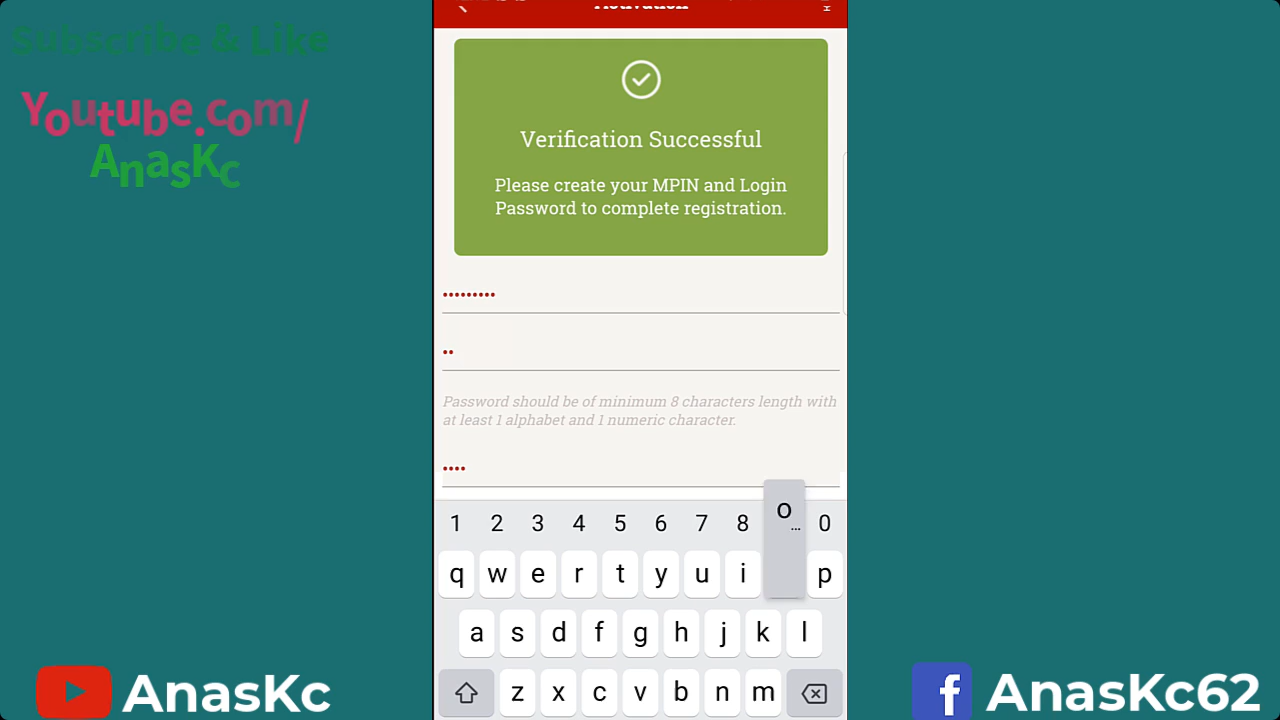 Subscribe & Like
Youtube.com/
AnasKc
Activation
Verification Successful
Please create your MPIN and Login
Password to complete registration.
•••••••••
••
Password should be of minimum 8 characters length with
at least 1 alphabet and 1 numeric character.
••••
1 2 3 4 5 6 7 8 o... 0
q w e r t y u i p
a s d f g h j k l
z x c v b n m
AnasKc
f AnasKc62